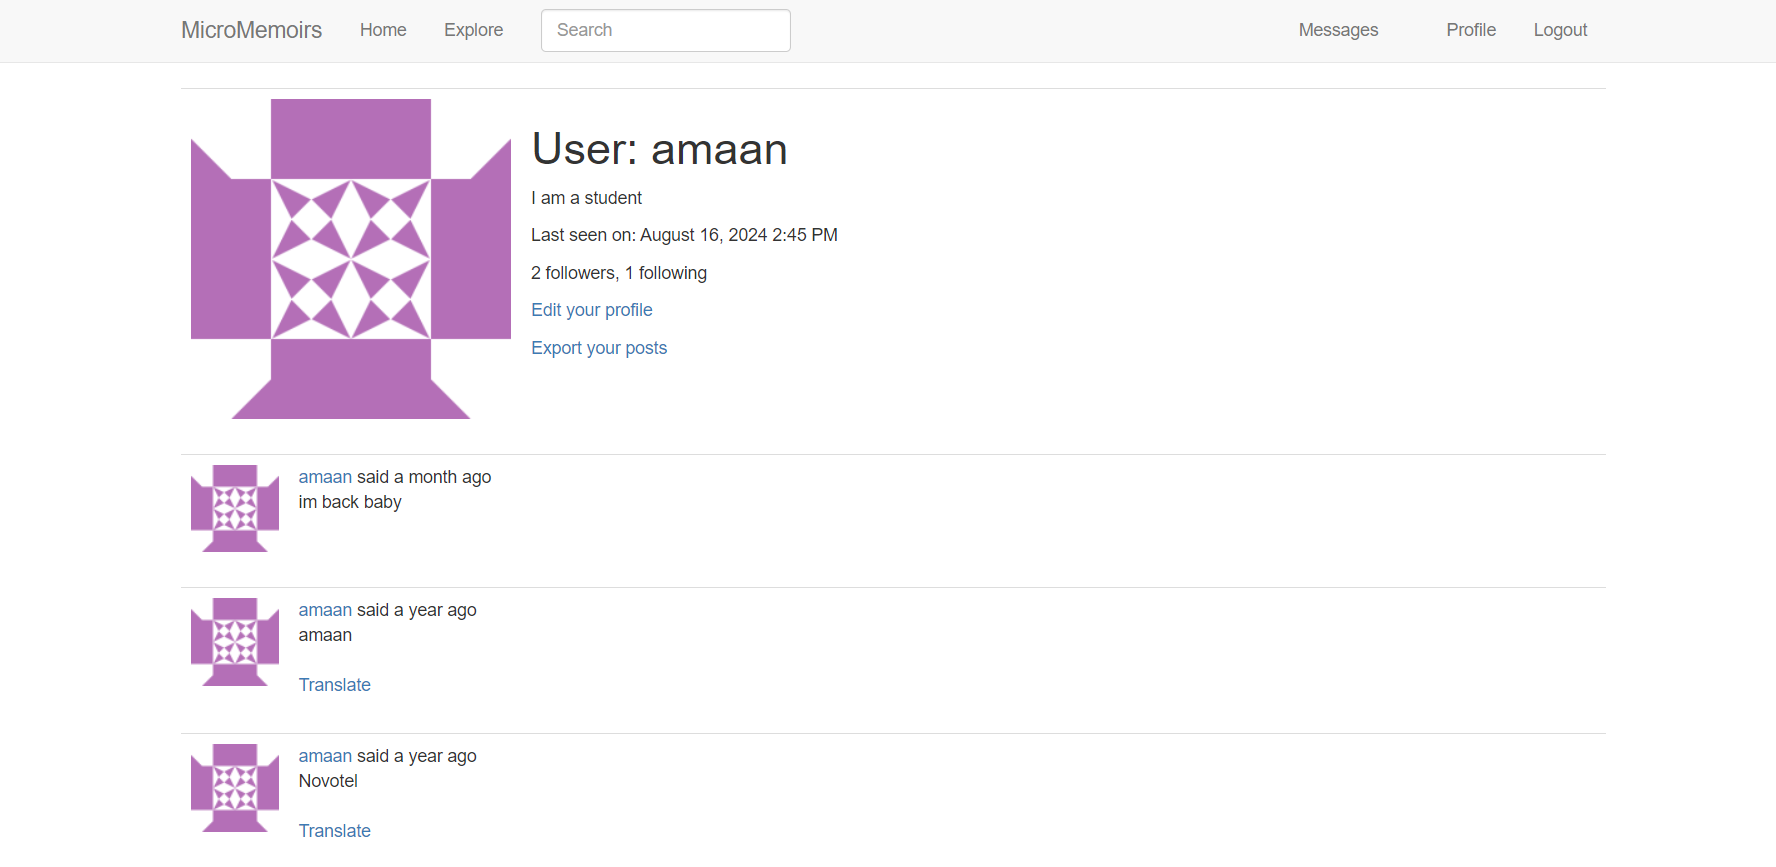 MicroMemoirs Home Explore Search Messages Profile Logout
User: amaan
I am a student
Last seen on: August 16, 2024 2:45 PM
2 followers, 1 following
Edit your profile
Export your posts
amaan said a month ago
im back baby
amaan said a year ago
amaan
Translate
amaan said a year ago
Novotel
Translate